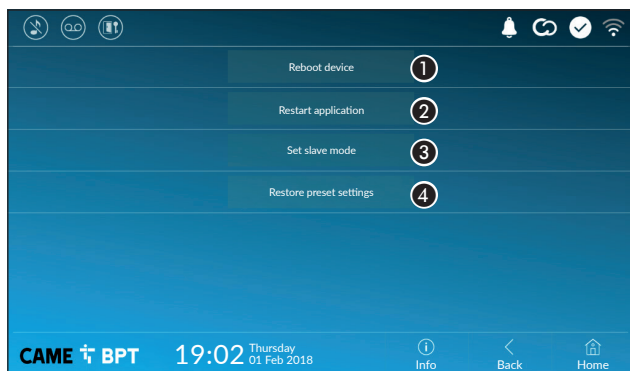 Reboot device 1
Restart application 2
Set slave mode 3
Restore preset settings 4
CAME BPT 19:02 Thursday
01 Feb 2018
Info Back Home